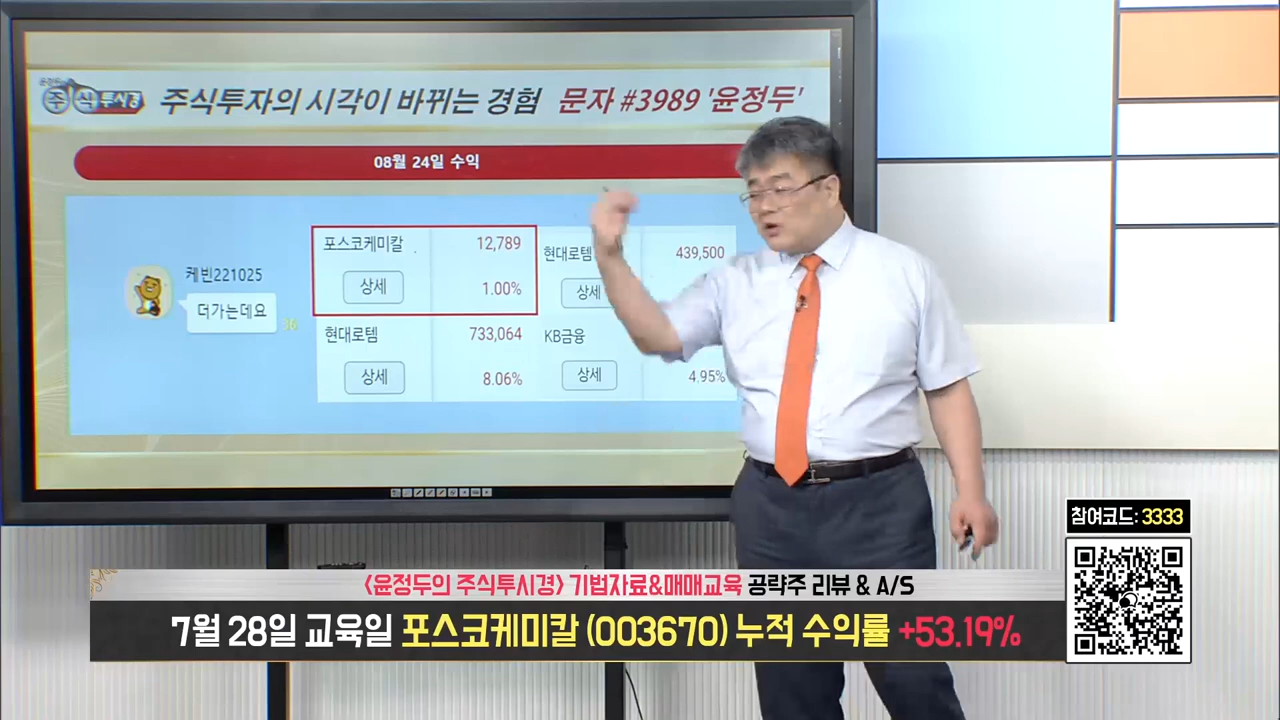 주식투시경 주식투자의 시각이 바뀌는 경험 문자 #3989 '윤정두'
08월 24일 수익
포스코케미칼 12,789
상세 1.00%
현대로템 439,500
상세
케빈221025
더가는데요
36
현대로템 733,064
상세 8.06%
KB금융
상세 4.95%
참여코드: 3333
<윤정두의 주식투시경> 기법자료&매매교육 공략주 리뷰 & A/S
7월 28일 교육일 포스코케미칼 (003670) 누적 수익률 +53.19%